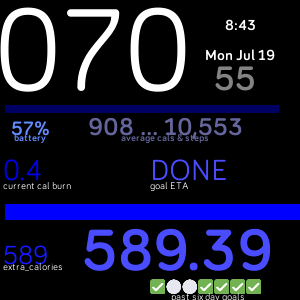 070
8:43
Mon Jul 19
55
57%
battery
908 ... 10,553
average cals & steps
0.4
current cal burn
DONE
goal ETA
589
extra_calories
589.39
past six day goals